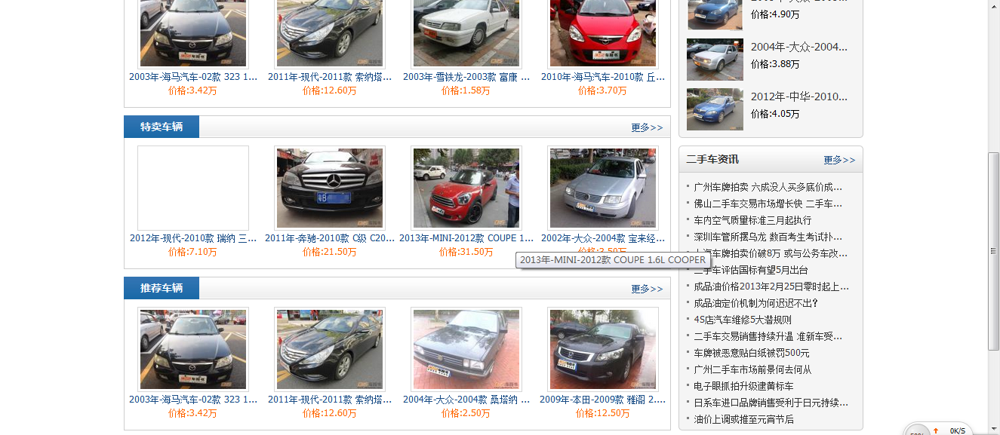 2003年-海马汽车-02款 323 1...
2011年-现代-2011款 索纳塔...
2003年-雪铁龙-2003款 富康 ...
2010年-海马汽车-2010款 丘...
价格:3.42万
价格:12.60万
价格:1.58万
价格:3.70万
特卖车辆
更多>>
2012年-现代-2010款 瑞纳 三...
2011年-奔驰-2010款 C级 C20...
2013年-MINI-2012款 COUPE 1...
2002年-大众-2004款 宝来经...
价格:7.10万
价格:21.50万
价格:31.50万
价格:3.50万
2013年-MINI-2012款 COUPE 1.6L COOPER
推荐车辆
更多>>
2003年-海马汽车-02款 323 1...
2011年-现代-2011款 索纳塔...
2004年-大众-2004款 桑塔纳 ...
2009年-本田-2009款 雅阁 2....
价格:3.42万
价格:12.60万
价格:2.50万
价格:12.50万
价格:4.90万
2004年-大众-2004...
价格:3.88万
2012年-中华-2010...
价格:4.05万
二手车资讯
更多>>
广州车牌拍卖 六成没人买多底价成...
佛山二手车交易市场增长快 二手车...
车内空气质量标准三月起执行
深圳车管所摆乌龙 数百考生考试扑...
上海车牌拍卖价破8万 或与公务车改...
二手车评估国标有望5月出台
成品油价格2013年2月25日零时起上...
成品油定价机制为何迟迟不出?
4S店汽车维修5大潜规则
二手车交易销售持续升温 准新车受...
车牌被恶意贴白纸被罚500元
广州二手车市场前景何去何从
电子眼抓拍升级逮黄标车
日系车进口品牌销售受利于日元持续...
油价上调或推至元宵节后
0K/S